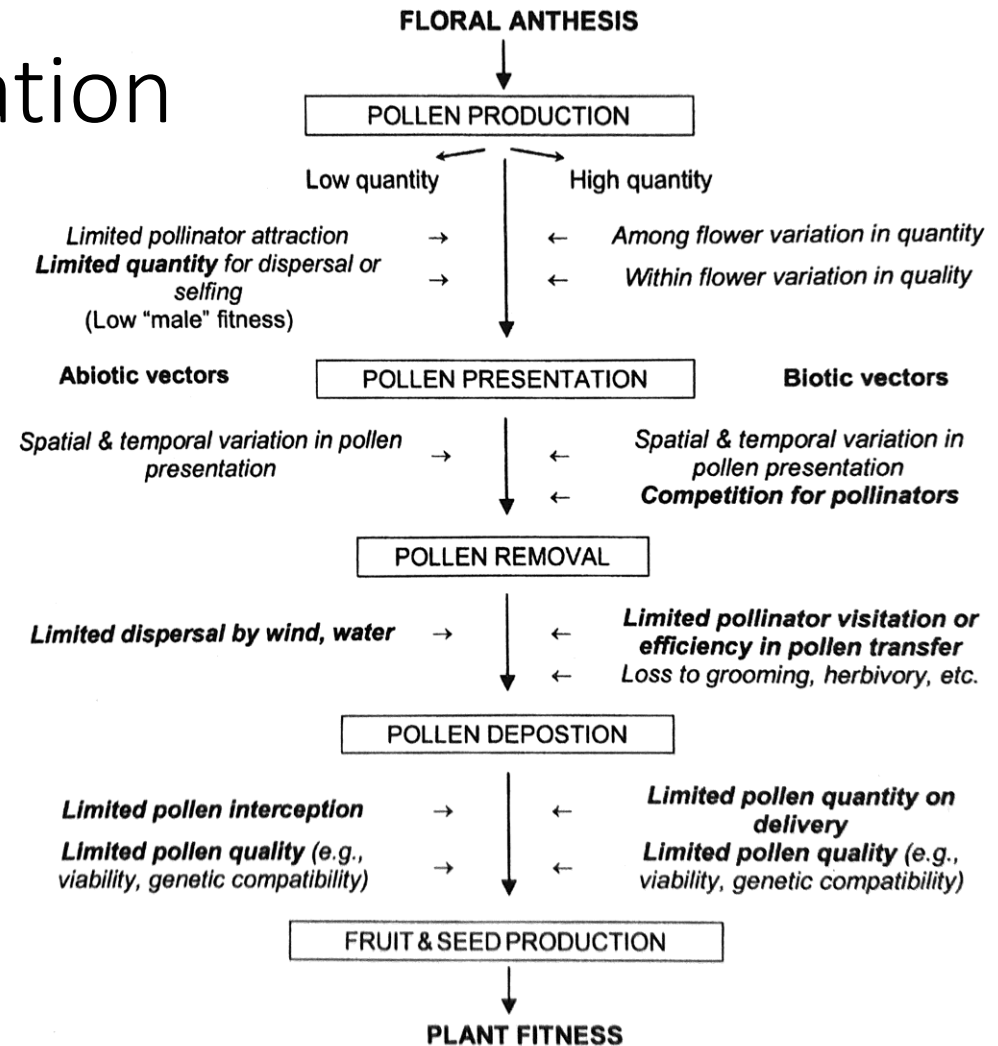 FLORAL ANTHESIS
ation
POLLEN PRODUCTION
Low quantity
High quantity
Limited pollinator attraction
→
←
Among flower variation in quantity
Limited quantity for dispersal or
selfing
→
←
Within flower variation in quality
(Low "male" fitness)
Abiotic vectors
POLLEN PRESENTATION
Biotic vectors
Spatial & temporal variation in pollen
presentation
→
←
Spatial & temporal variation in
pollen presentation
←
Competition for pollinators
POLLEN REMOVAL
Limited dispersal by wind, water
→
←
Limited pollinator visitation or
efficiency in pollen transfer
←
Loss to grooming, herbivory, etc.
POLLEN DEPOSTION
Limited pollen interception
→
←
Limited pollen quantity on
delivery
Limited pollen quality (e.g.,
viability, genetic compatibility)
→
←
Limited pollen quality (e.g.,
viability, genetic compatibility)
FRUIT & SEED PRODUCTION
PLANT FITNESS